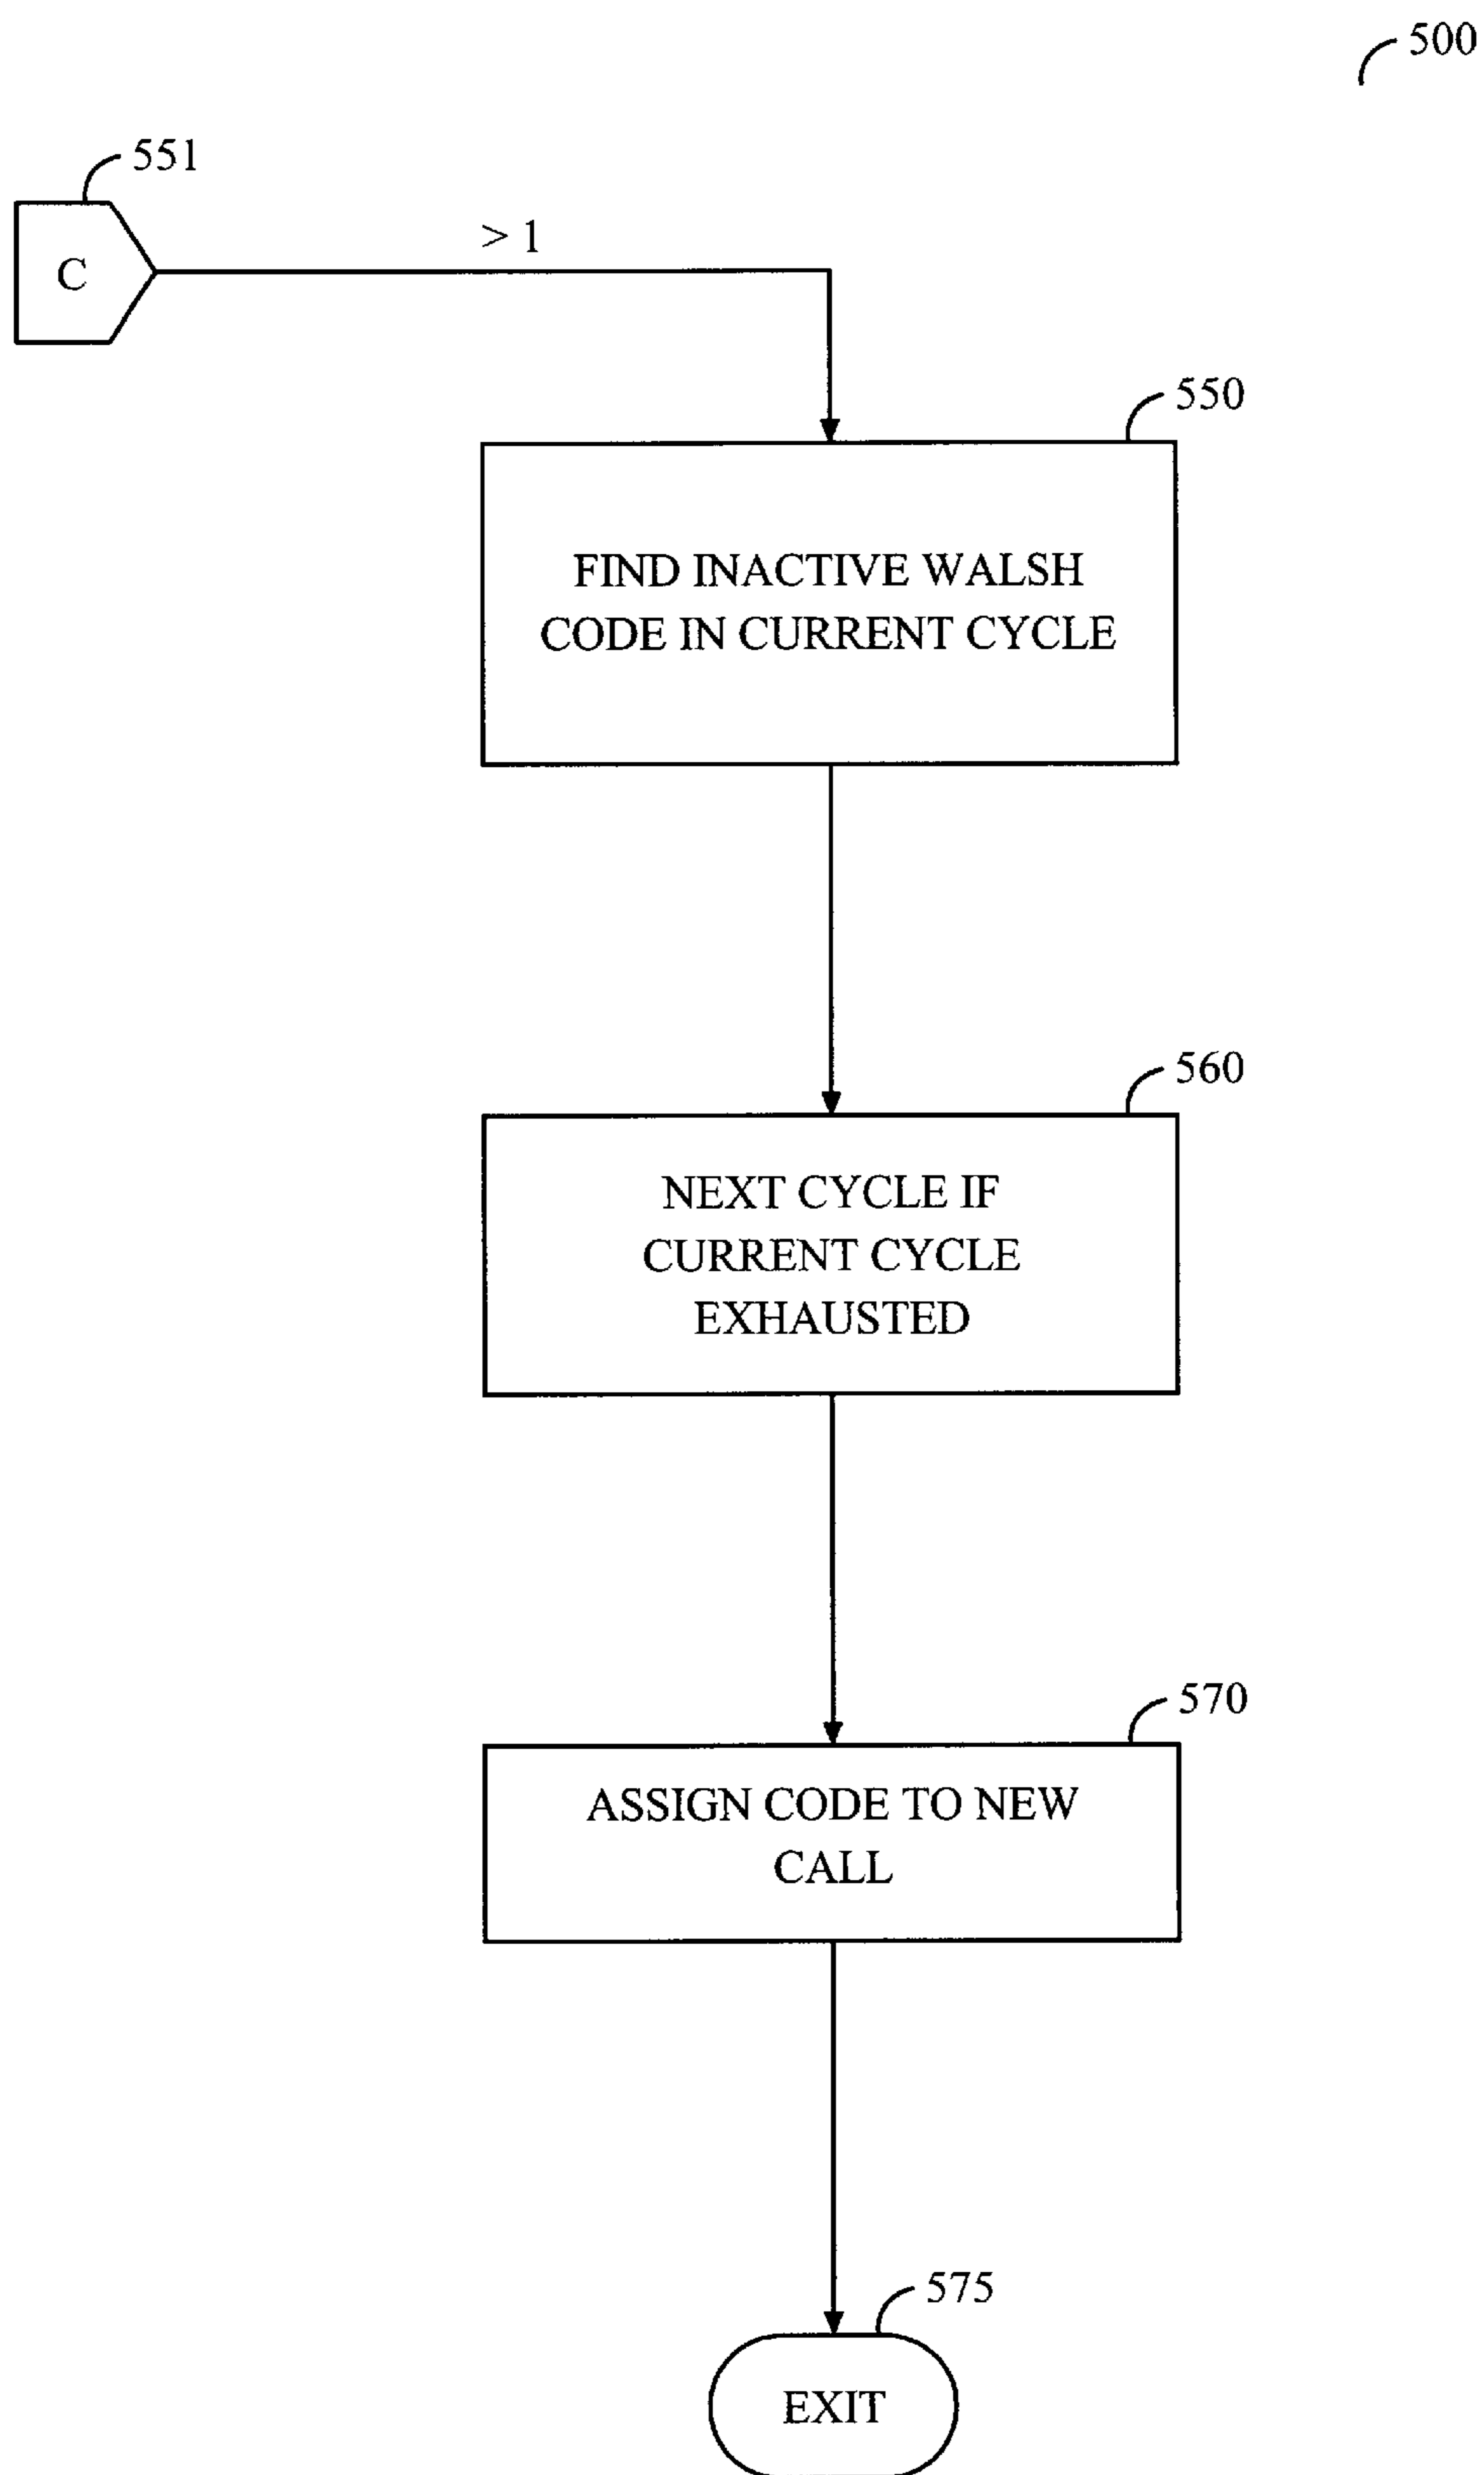 500
551
C
> 1
550
FIND INACTIVE WALSH
CODE IN CURRENT CYCLE
560
NEXT CYCLE IF
CURRENT CYCLE
EXHAUSTED
570
ASSIGN CODE TO NEW
CALL
575
EXIT